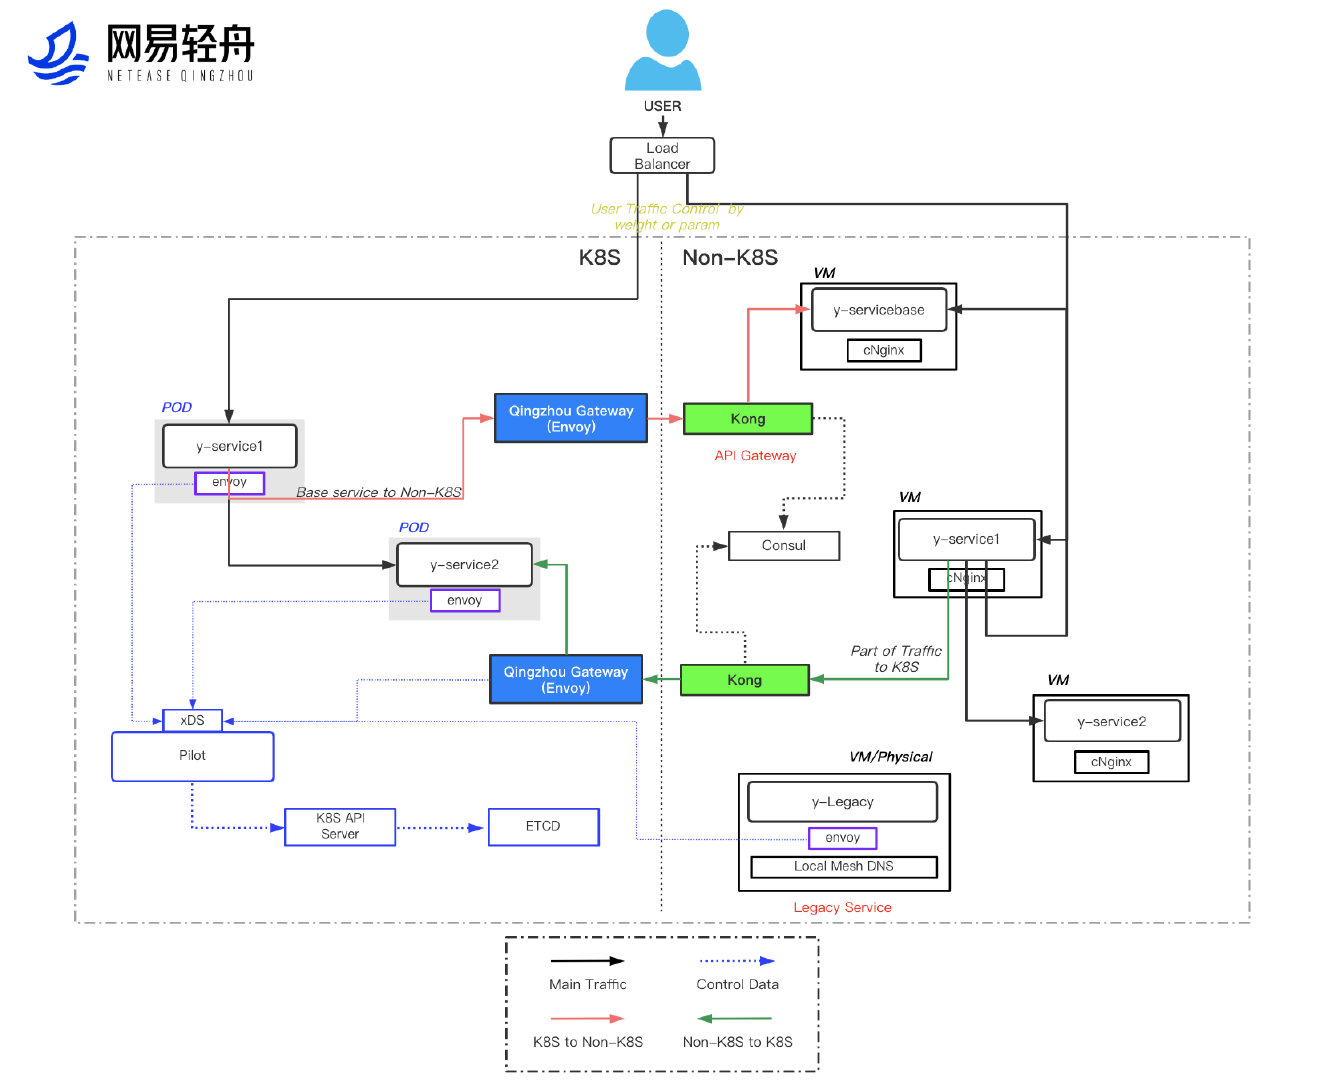 网易轻舟
NETEASE QINGZHOU
USER
Load
Balancer
User Traffic Control by
weight or param
K8S
Non-K8S
VM
y-servicebase
cNginx
POD
y-service1
envoy
Base service to Non-K8S
Qingzhou Gateway
(Envoy)
Kong
API Gateway
VM
y-service1
cNginx
Consul
POD
y-service2
envoy
Part of Traffic
to K8S
Qingzhou Gateway
(Envoy)
Kong
VM
y-service2
cNginx
xDS
Pilot
K8S API
Server
ETCD
VM/Physical
y-Legacy
envoy
Local Mesh DNS
Legacy Service
Main Traffic
Control Data
K8S to Non-K8S
Non-K8S to K8S